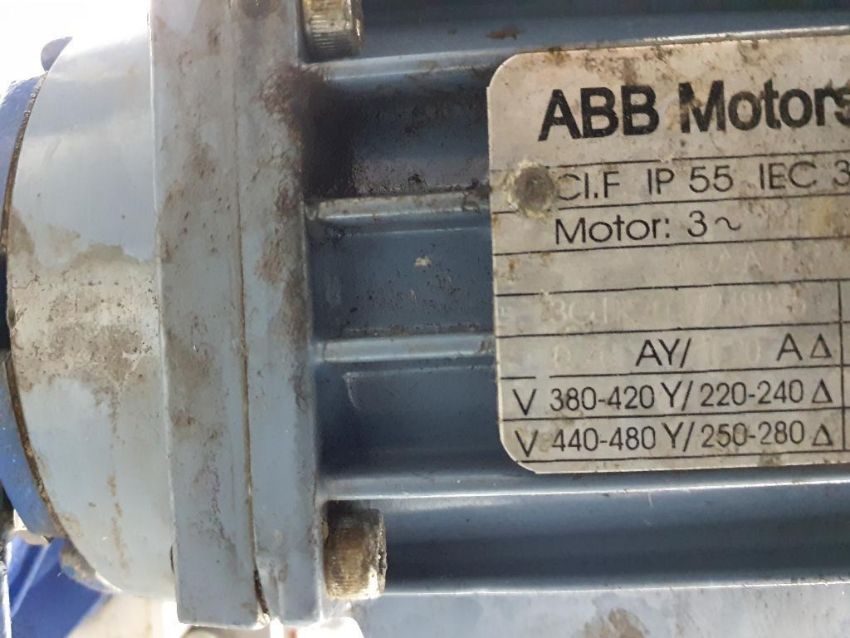 ABB Motors
Cl.F IP 55 IEC 3
Motor: 3~
AY/ A Δ
V 380-420 Y/ 220-240 Δ
V 440-480 Y/ 250-280 Δ